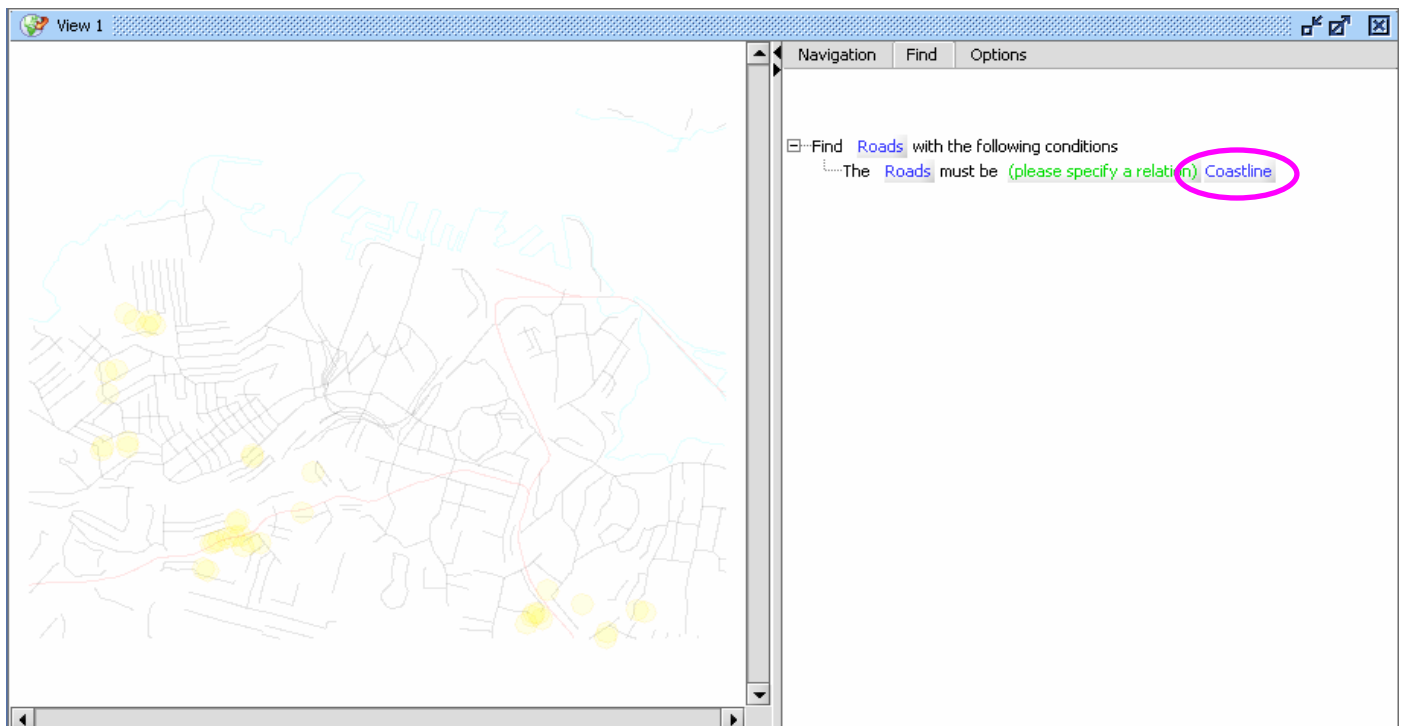 View 1
Navigation Find Options
Find Roads with the following conditions
The Roads must be (please specify a relation) Coastline